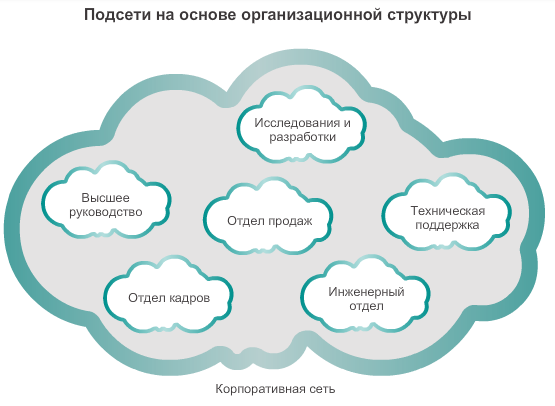 Подсети на основе организационной структуры
Исследования и
разработки
Высшее
руководство
Отдел продаж
Техническая
поддержка
Отдел кадров
Инженерный
отдел
Корпоративная сеть